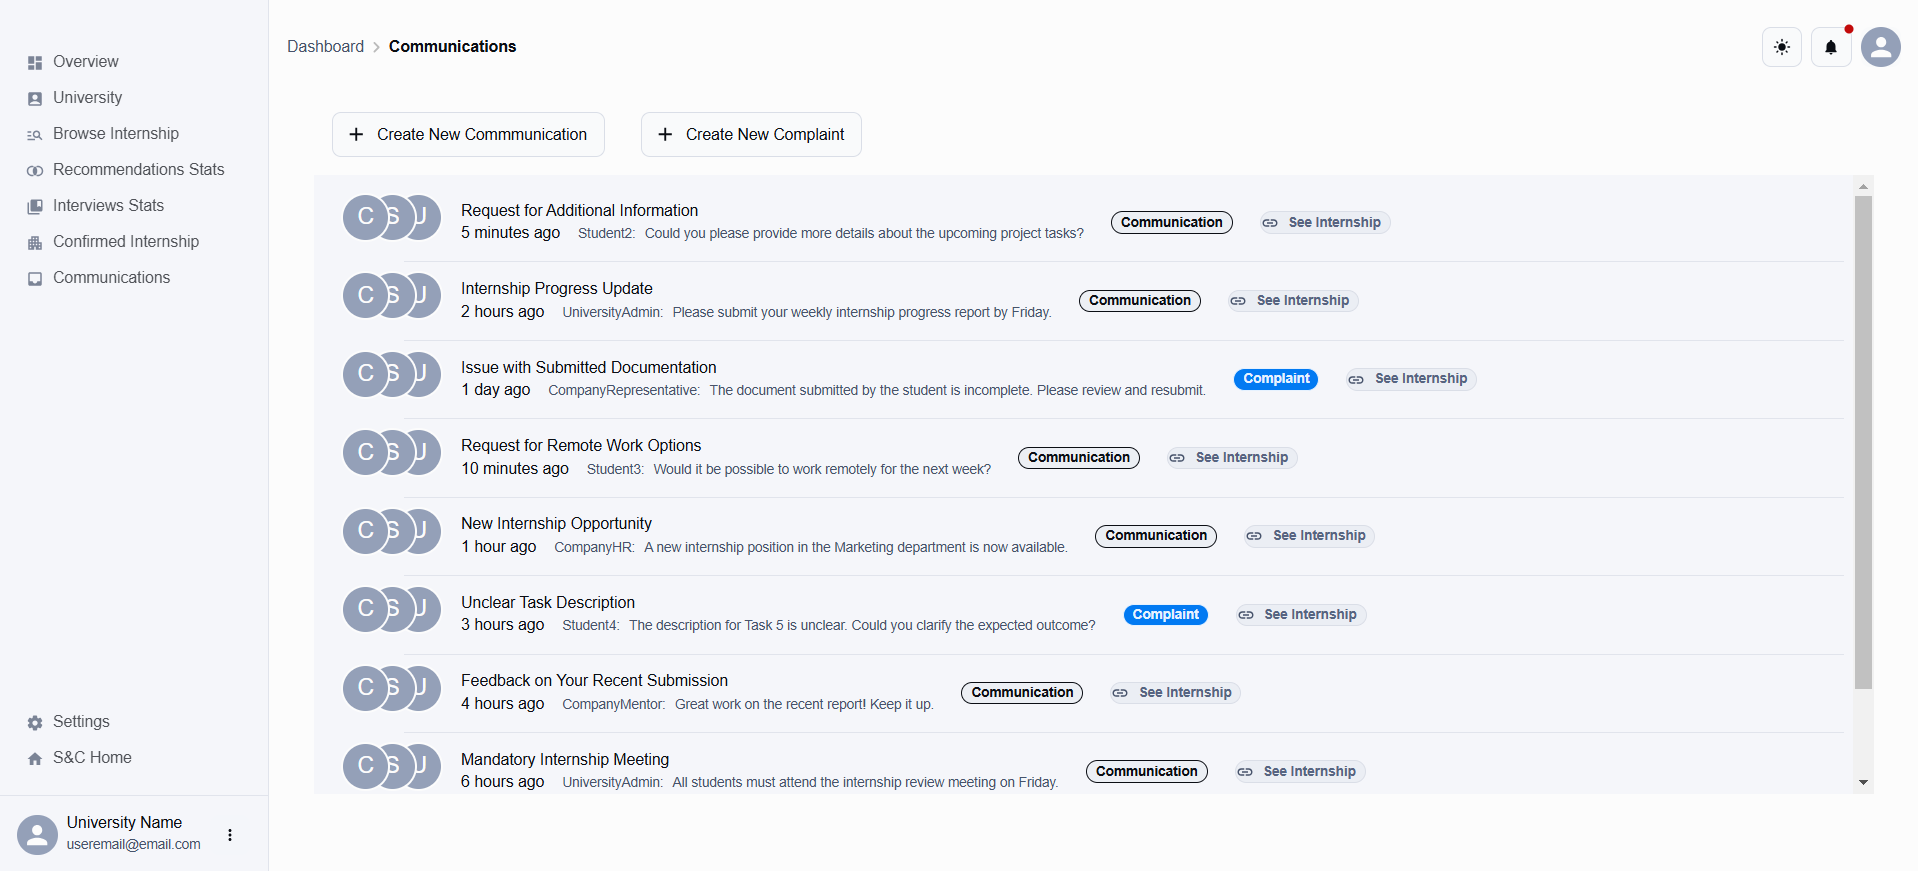 Overview
University
Browse Internship
Recommendations Stats
Interviews Stats
Confirmed Internship
Communications
Settings
S&C Home
University Name
useremail@email.com
Dashboard > Communications
Create New Commmunication
Create New Complaint
C S U
Request for Additional Information
5 minutes ago Student2: Could you please provide more details about the upcoming project tasks?
Communication See Internship
C S U
Internship Progress Update
2 hours ago UniversityAdmin: Please submit your weekly internship progress report by Friday.
Communication See Internship
C S U
Issue with Submitted Documentation
1 day ago CompanyRepresentative: The document submitted by the student is incomplete. Please review and resubmit.
Complaint See Internship
C S U
Request for Remote Work Options
10 minutes ago Student3: Would it be possible to work remotely for the next week?
Communication See Internship
C S U
New Internship Opportunity
1 hour ago CompanyHR: A new internship position in the Marketing department is now available.
Communication See Internship
C S U
Unclear Task Description
3 hours ago Student4: The description for Task 5 is unclear. Could you clarify the expected outcome?
Complaint See Internship
C S U
Feedback on Your Recent Submission
4 hours ago CompanyMentor: Great work on the recent report! Keep it up.
Communication See Internship
C S U
Mandatory Internship Meeting
6 hours ago UniversityAdmin: All students must attend the internship review meeting on Friday.
Communication See Internship